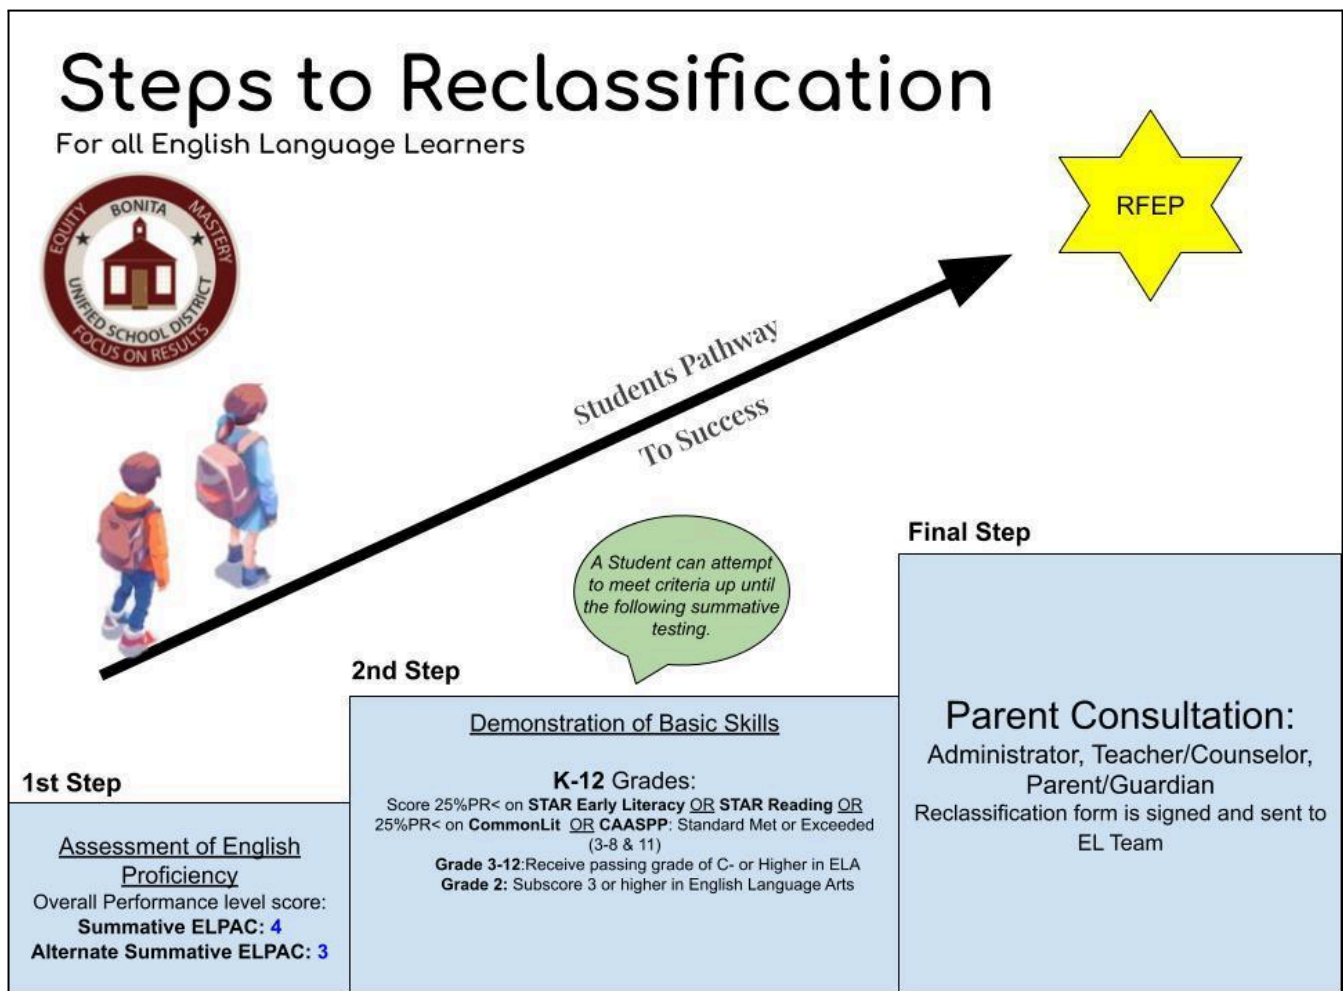 Steps to Reclassification
For all English Language Learners
EQUITY
BONITA
MASTERY
UNIFIED SCHOOL DISTRICT
FOCUS ON RESULTS
RFEP
Students Pathway
To Success
A Student can attempt
to meet criteria up until
the following summative
testing.
1st Step
Assessment of English
Proficiency
Overall Performance level score:
Summative ELPAC: 4
Alternate Summative ELPAC: 3
2nd Step
Demonstration of Basic Skills
K-12 Grades:
Score 25%PR< on STAR Early Literacy OR STAR Reading OR
25%PR< on CommonLit OR CAASPP: Standard Met or Exceeded
(3-8 & 11)
Grade 3-12:Receive passing grade of C- or Higher in ELA
Grade 2: Subscore 3 or higher in English Language Arts
Final Step
Parent Consultation:
Administrator, Teacher/Counselor,
Parent/Guardian
Reclassification form is signed and sent to
EL Team